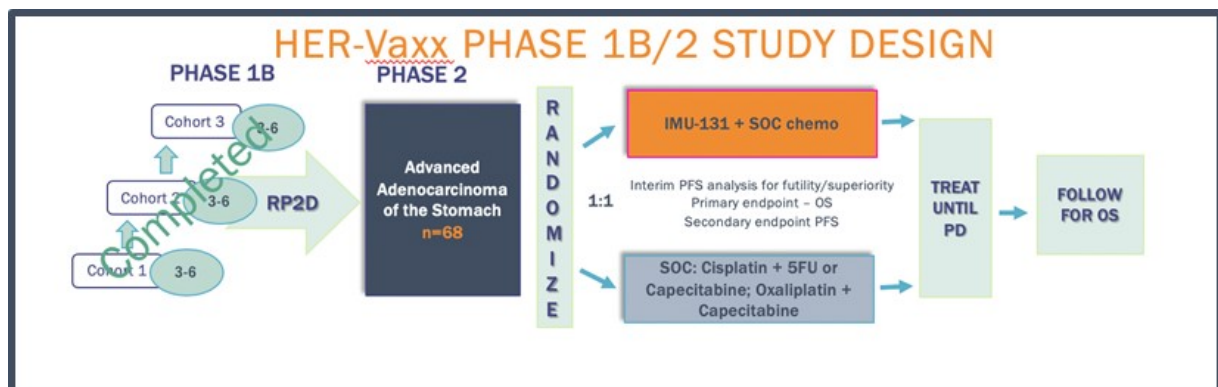 HER-Vaxx PHASE 1B/2 STUDY DESIGN
PHASE 1B
PHASE 2
Cohort 3
3-6
Cohort 2
3-6
Cohort 1
3-6
Completed
RP2D
Advanced
Adenocarcinoma
of the Stomach
n=68
RANDOMIZE
1:1
IMU-131 + SOC chemo
Interim PFS analysis for futility/superiority
Primary endpoint – OS
Secondary endpoint PFS
SOC: Cisplatin + 5FU or
Capecitabine; Oxaliplatin +
Capecitabine
TREAT
UNTIL
PD
FOLLOW
FOR OS